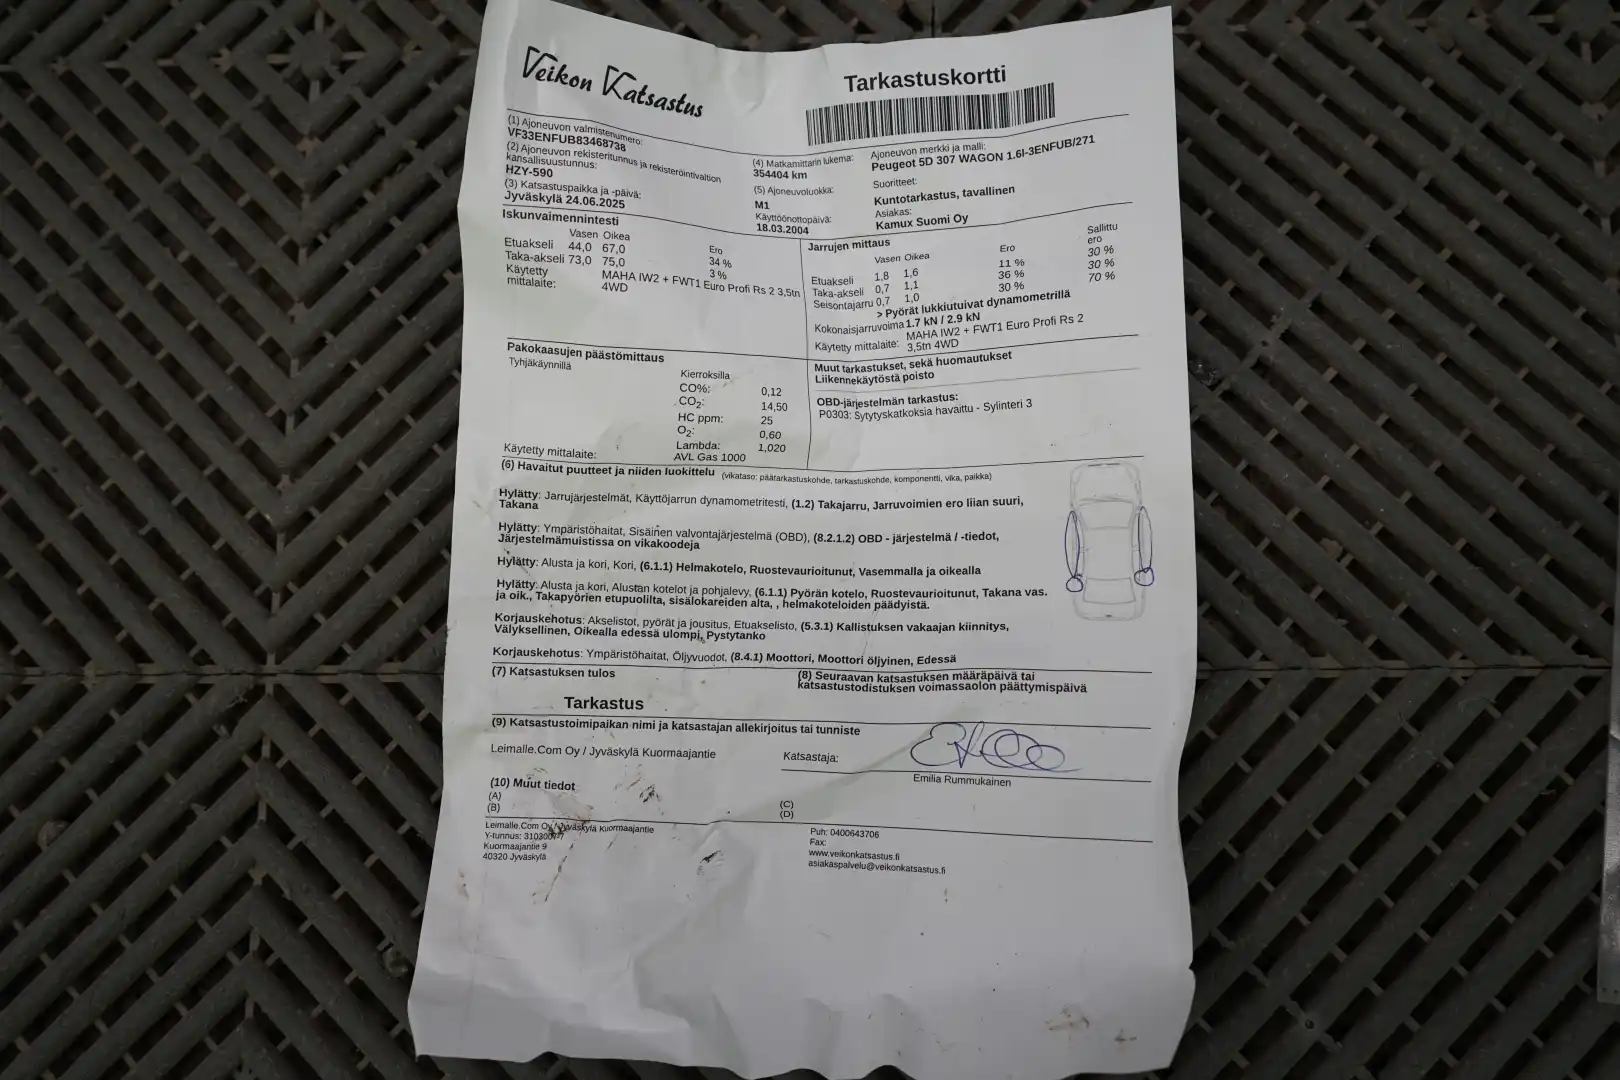 Veikon Katsastus
Tarkastuskortti
(1) Ajoneuvon valmistenumero:
VF33ENFUB83468738
(2) Ajoneuvon rekisteritunnus ja rekisteröintivaltion
kansallisuustunnus:
HZY-590
(3) Katsastuspaikka ja -päivä:
Jyväskylä 24.06.2025
(4) Matkamittarin lukema:
354404 km
(5) Ajoneuvoluokka:
M1
Käyttöönottopäivä:
18.03.2004
Ajoneuvon merkki ja malli:
Peugeot 5D 307 WAGON 1.6I-3ENFUB/271
Suoritteet:
Kuntotarkastus, tavallinen
Asiakas:
Kamux Suomi Oy
Iskunvaimennintesti
Vasen Oikea Ero
Etuakseli 44,0 67,0 34 %
Taka-akseli 73,0 75,0 3 %
Käytetty mittalaite: MAHA IW2 + FWT1 Euro Profi Rs 2 3,5tn
4WD
Jarrujen mittaus
Vasen Oikea Ero Sallittu ero
Etuakseli 1,8 1,6 11 % 30 %
Taka-akseli 0,7 1,1 36 % 30 %
Seisontajarru 0,7 1,0 30 % 70 %
> Pyörät lukkiutuivat dynamometrillä
Kokonaisjarruvoima 1.7 kN / 2.9 kN
Käytetty mittalaite: MAHA IW2 + FWT1 Euro Profi Rs 2
3,5tn 4WD
Pakokaasujen päästömittaus
Tyhjäkäynnillä Kierroksilla
CO%: 0,12
CO2: 14,50
HC ppm: 25
O2: 0,60
Lambda: 1,020
Käytetty mittalaite: AVL Gas 1000
Muut tarkastukset, sekä huomautukset
Liikennekäytöstä poisto
OBD-järjestelmän tarkastus:
P0303: Sytytyskatkoksia havaittu - Sylinteri 3
(6) Havaitut puutteet ja niiden luokittelu (vikataso: päätarkastuskohde, tarkastuskohde, komponentti, vika, paikka)
Hylätty: Jarrujärjestelmät, Käyttöjarrun dynamometritesti, (1.2) Takajarru, Jarruvoimien ero liian suuri,
Takana
Hylätty: Ympäristöhaitat, Sisäinen valvontajärjestelmä (OBD), (8.2.1.2) OBD - järjestelmä / -tiedot,
Järjestelmämuistissa on vikakoodeja
Hylätty: Alusta ja kori, Kori, (6.1.1) Helmakotelo, Ruostevaurioitunut, Vasemmalla ja oikealla
Hylätty: Alusta ja kori, Alustan kotelot ja pohjalevy, (6.1.1) Pyörän kotelo, Ruostevaurioitunut, Takana vas.
ja oik., Takapyörien etupuolilta, sisälokareiden alta, , helmakoteloiden päädyistä.
Korjauskehotus: Akselistot, pyörät ja jousitus, Etuakselisto, (5.3.1) Kallistuksen vakaajan kiinnitys,
Välyksellinen, Oikealla edessä ulompi, Pystytanko
Korjauskehotus: Ympäristöhaitat, Öljyvuodot, (8.4.1) Moottori, Moottori öljyinen, Edessä
(7) Katsastuksen tulos
Tarkastus
(8) Seuraavan katsastuksen määräpäivä tai
katsastustodistuksen voimassaolon päättymispäivä
(9) Katsastustoimipaikan nimi ja katsastajan allekirjoitus tai tunniste
Leimalle.Com Oy / Jyväskylä Kuormaajantie
Katsastaja:
Emilia Rummukainen
(10) Muut tiedot
(A)
(B)
(C)
(D)
Leimalle.Com Oy / Jyväskylä Kuormaajantie
Y-tunnus:
Kuormaajantie 9
40320 Jyväskylä
Puh: 0400643706
Fax:
www.veikonkatsastus.fi
asiakaspalvelu@veikonkatsastus.fi